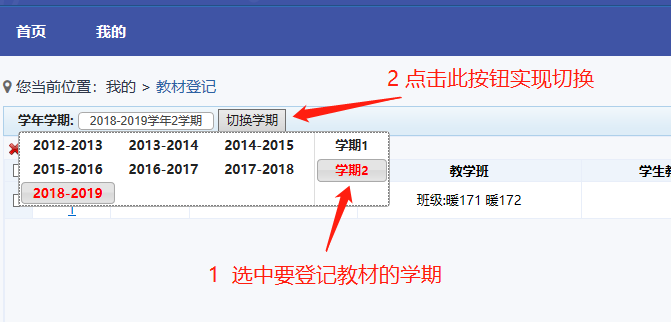 首页 我的
您当前位置：我的 > 教材登记
2 点击此按钮实现切换
学年学期: 2018-2019学年2学期 切换学期
2012-2013 2013-2014 2014-2015 学期1
2015-2016 2016-2017 2017-2018 学期2
教学班 学生教
2018-2019
班级:暖171 暖172
1
1 选中要登记教材的学期